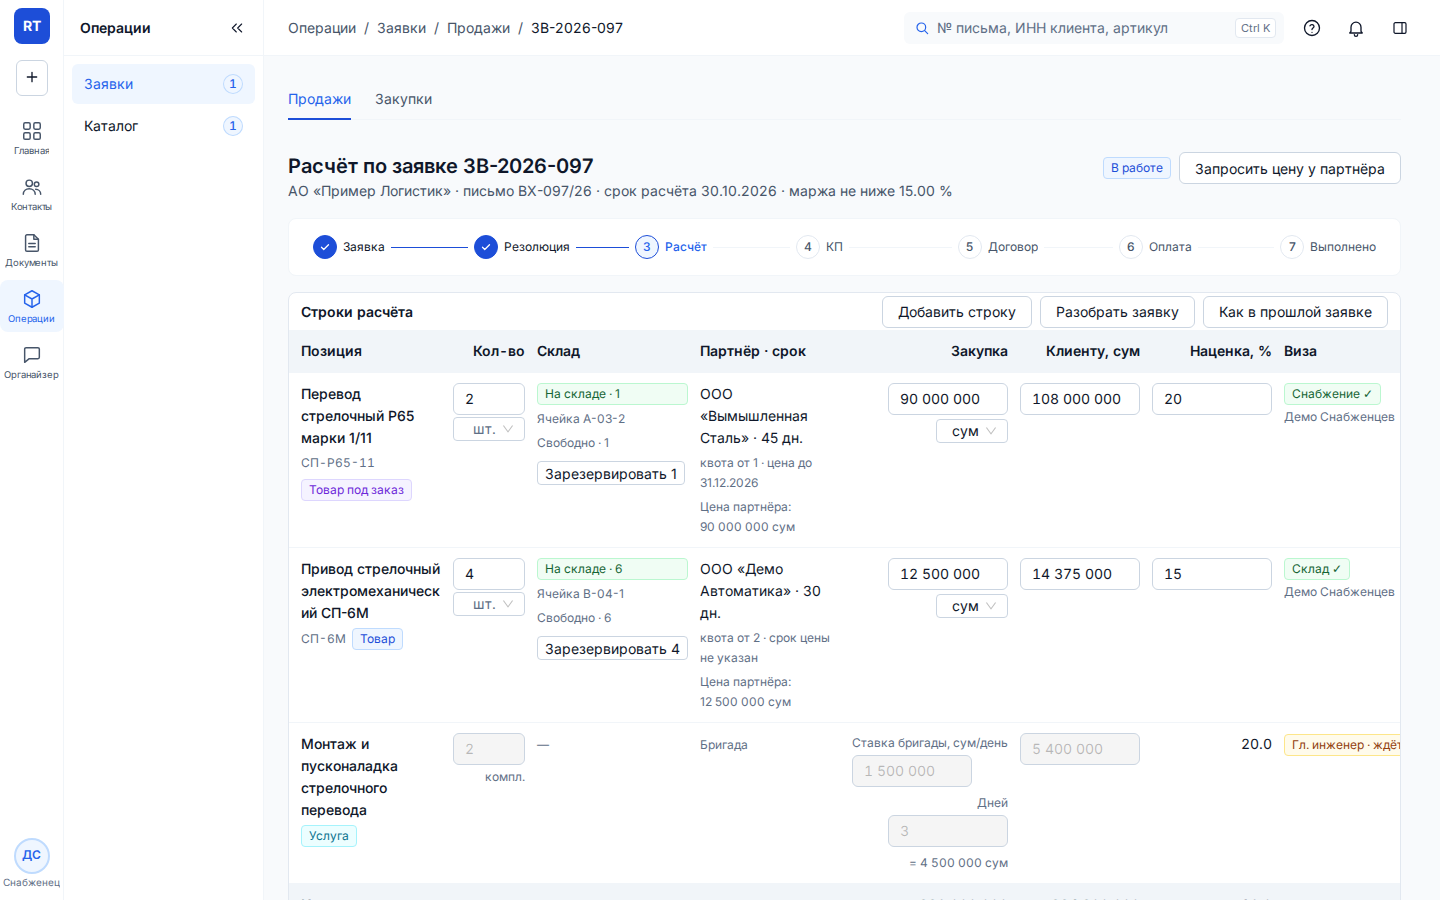 RT
Операции
Операции / Заявки / Продажи / ЗВ-2026-097
№ письма, ИНН клиента, артикул
Ctrl K
+
Главная
Контакты
Документы
Операции
Органайзер
ДС
Снабженец
Заявки 1
Каталог 1
Продажи Закупки
Расчёт по заявке ЗВ-2026-097
В работе
Запросить цену у партнёра
АО «Пример Логистик» · письмо ВХ-097/26 · срок расчёта 30.10.2026 · маржа не ниже 15.00 %
Заявка Резолюция 3 Расчёт 4 КП 5 Договор 6 Оплата 7 Выполнено
Строки расчёта
Добавить строку Разобрать заявку Как в прошлой заявке
Позиция Кол-во Склад Партнёр · срок Закупка Клиенту, сум Наценка, % Виза
Перевод
стрелочный Р65
марки 1/11
СП-Р65-11
Товар под заказ
2
шт.
На складе · 1
Ячейка А-03-2
Свободно · 1
Зарезервировать 1
ООО
«Вымышленная
Сталь» · 45 дн.
квота от 1 · цена до
31.12.2026
Цена партнёра:
90 000 000 сум
90 000 000
сум
108 000 000
20
Снабжение ✓
Демо Снабженцев
Привод стрелочный
электромеханическ
ий СП-6М
СП-6М Товар
4
шт.
На складе · 6
Ячейка В-04-1
Свободно · 6
Зарезервировать 4
ООО «Демо
Автоматика» · 30
дн.
квота от 2 · срок цены
не указан
Цена партнёра:
12 500 000 сум
12 500 000
сум
14 375 000
15
Склад ✓
Демо Снабженцев
Монтаж и
пусконаладка
стрелочного
перевода
Услуга
2
компл.
—
Бригада
Ставка бригады, сум/день
1 500 000
Дней
3
= 4 500 000 сум
5 400 000
20.0
Гл. инженер · ждёт